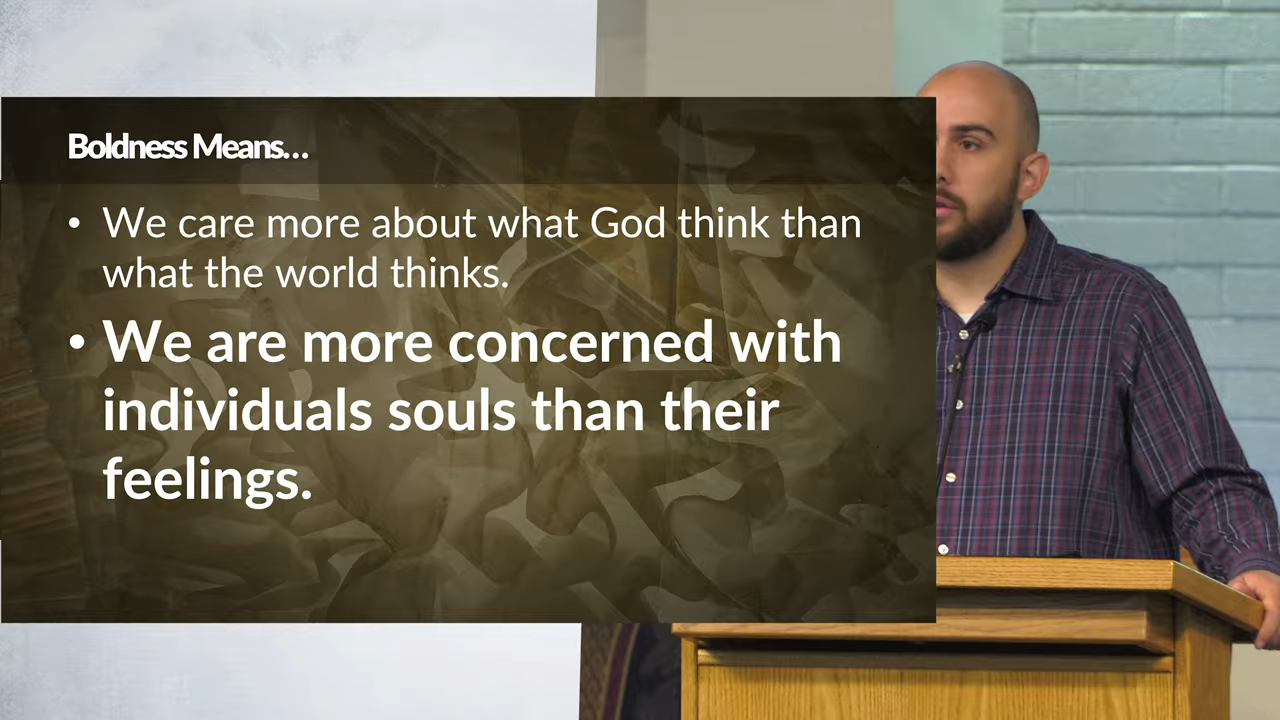 Boldness Means...
• We care more about what God think than
what the world thinks.
• We are more concerned with
individuals souls than their
feelings.